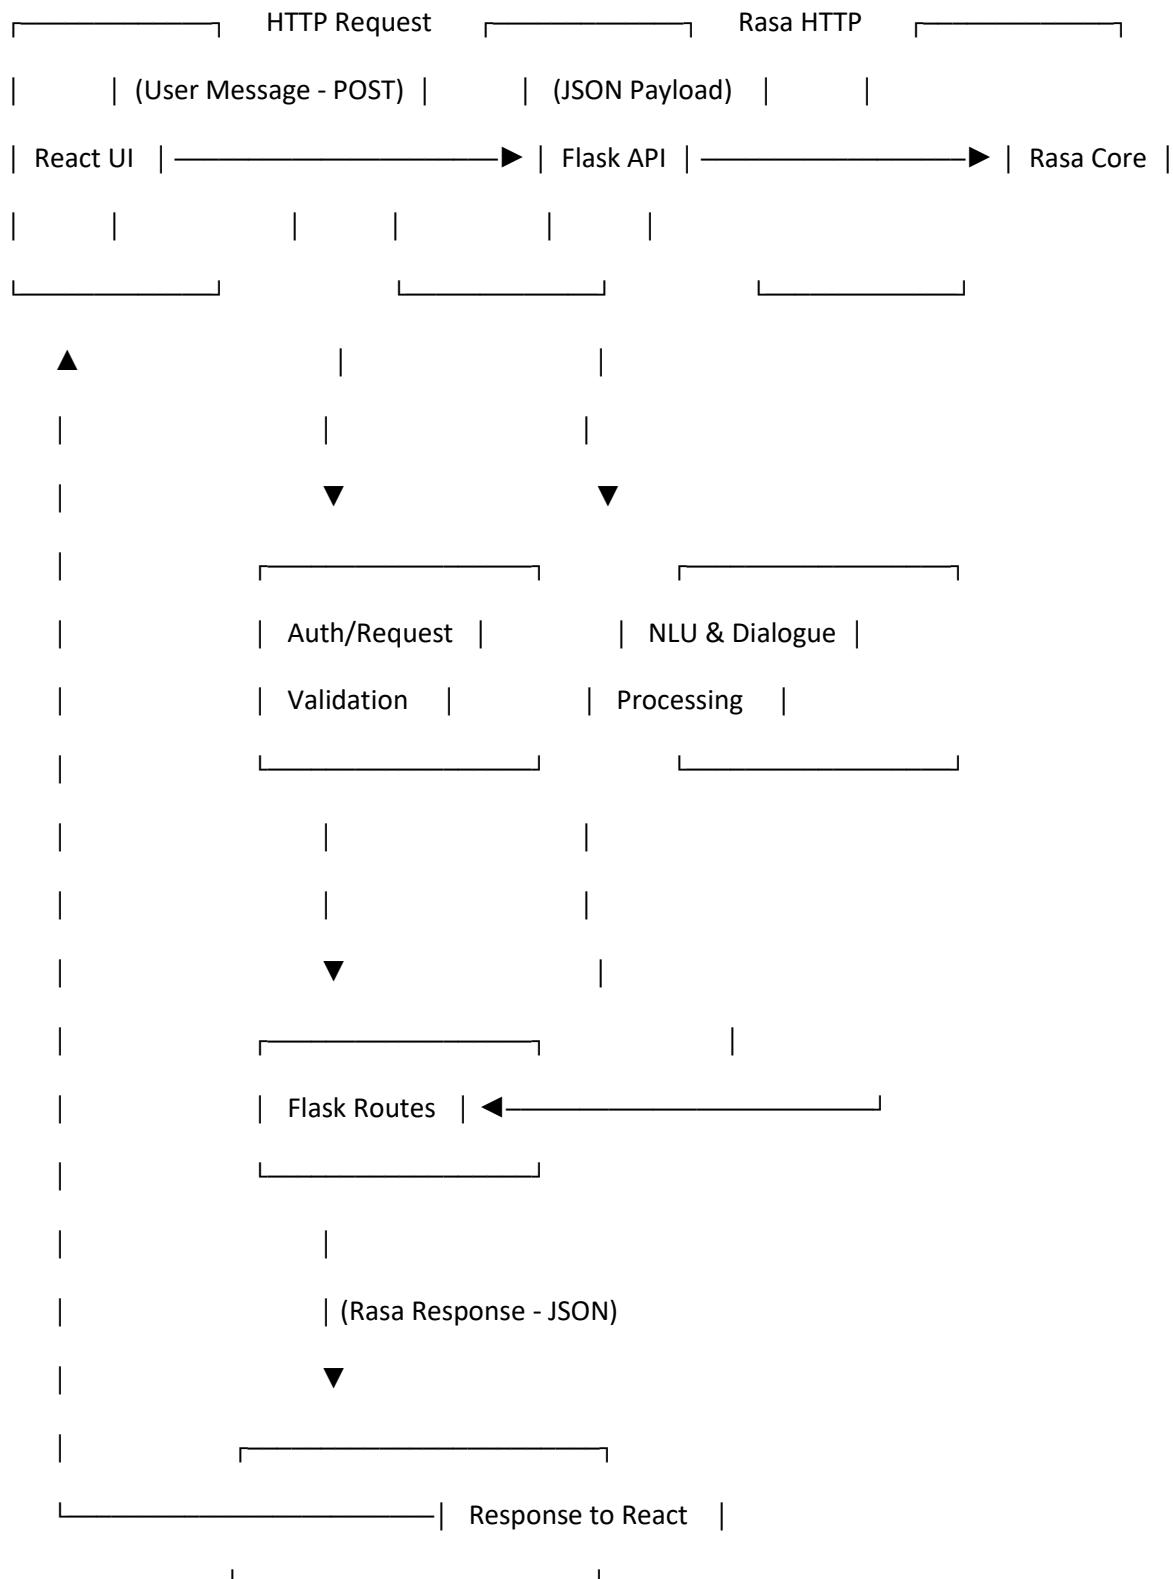 HTTP Request Rasa HTTP
(User Message - POST) (JSON Payload)
React UI Flask API Rasa Core
Auth/Request NLU & Dialogue
Validation Processing
Flask Routes
(Rasa Response - JSON)
Response to React